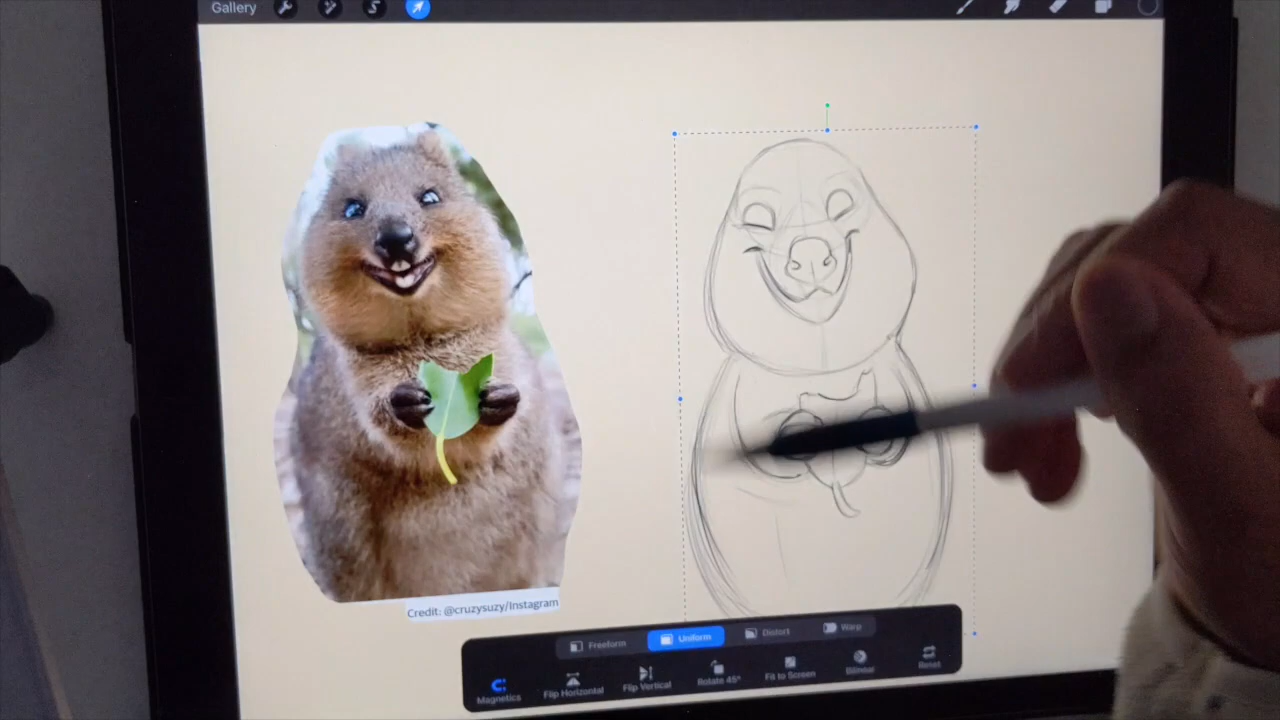 Gallery
Credit: @cruzysuzy/Instagram
Freeform Uniform Distort Warp
Magnetics Flip Horizontal Flip Vertical Rotate 45° Fit to Screen Bilinear Reset